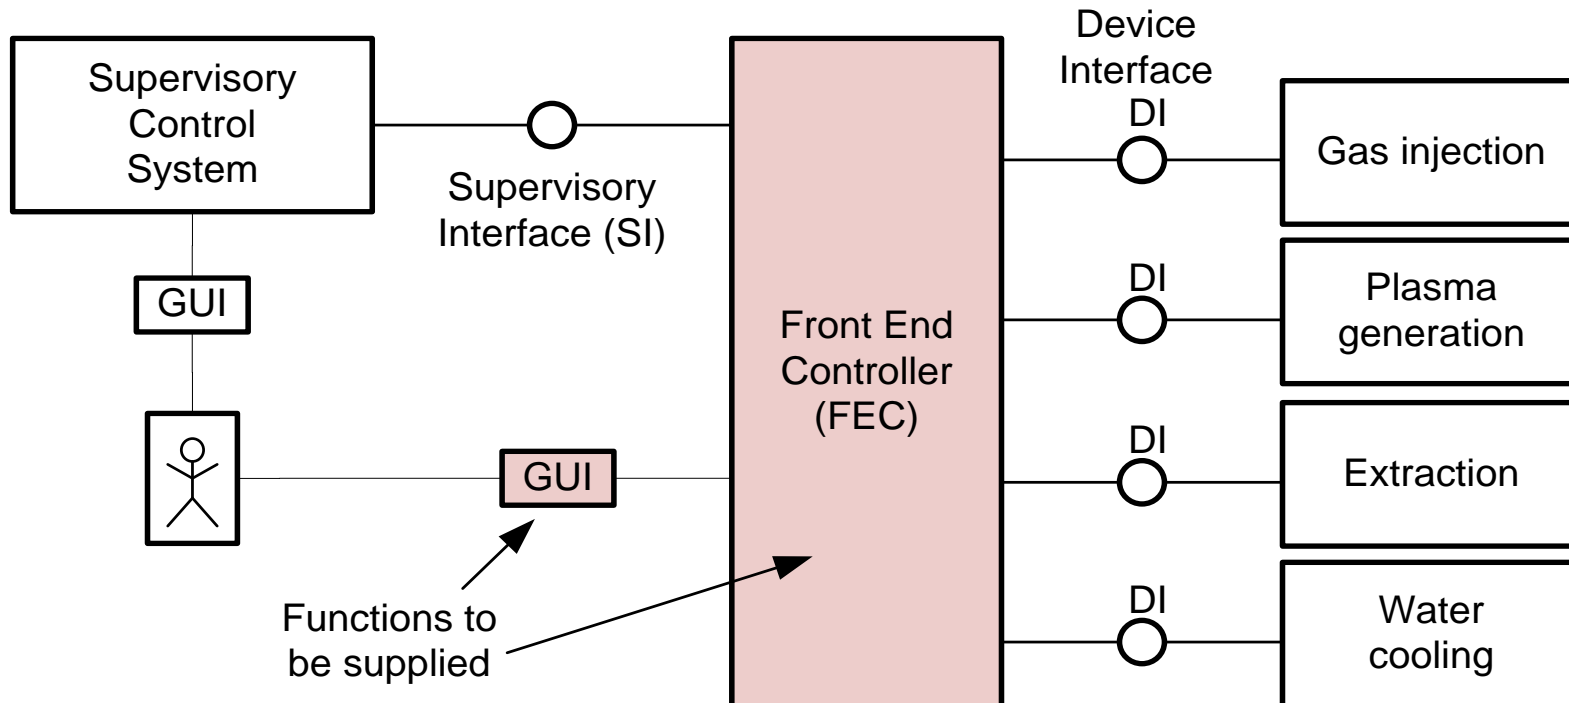 Supervisory
Control
System
Supervisory
Interface (SI)
GUI
GUI
Functions to
be supplied
Front End
Controller
(FEC)
Device
Interface
DI
Gas injection
DI
Plasma
generation
DI
Extraction
DI
Water
cooling